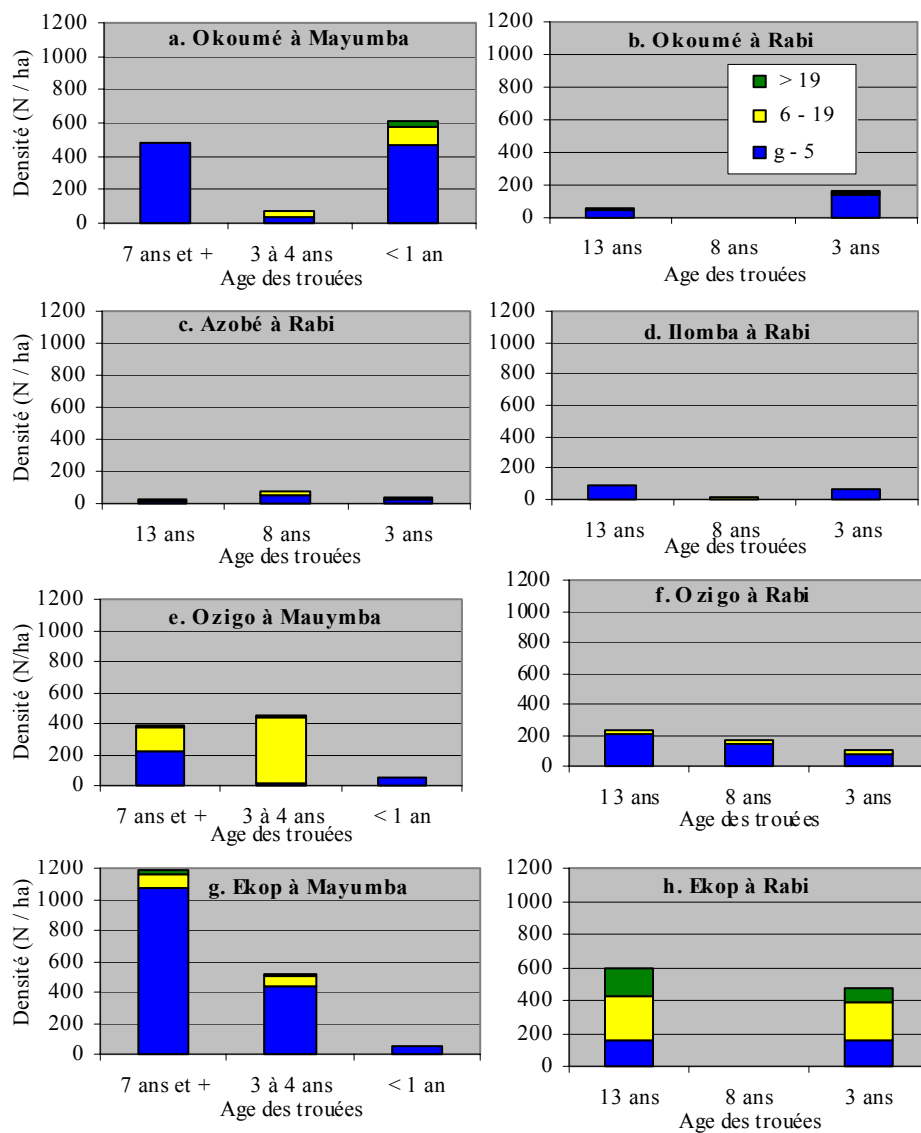 a. Okoumé à Mayumba
Densité (N / ha)
1200
1000
800
600
400
200
0
7 ans et +
3 à 4 ans
< 1 an
Age des trouées
b. Okoumé à Rabi
1200
1000
800
600
400
200
0
> 19
6 - 19
g - 5
13 ans
8 ans
3 ans
Age des trouées
c. Azobé à Rabi
Densité (N / ha)
1200
1000
800
600
400
200
0
13 ans
8 ans
3 ans
Age des trouées
d. Ilomba à Rabi
1200
1000
800
600
400
200
0
13 ans
8 ans
3 ans
Age des trouées
e. Ozigo à Mauymba
Densité (N/ha)
1200
1000
800
600
400
200
0
7 ans et +
3 à 4 ans
< 1 an
Age des trouées
f. Ozigo à Rabi
1200
1000
800
600
400
200
0
13 ans
8 ans
3 ans
Age des trouées
g. Ekop à Mayumba
Densité (N / ha)
1200
1000
800
600
400
200
0
7 ans et +
3 à 4 ans
< 1 an
Age des trouées
h. Ekop à Rabi
1200
1000
800
600
400
200
0
13 ans
8 ans
3 ans
Age des trouées